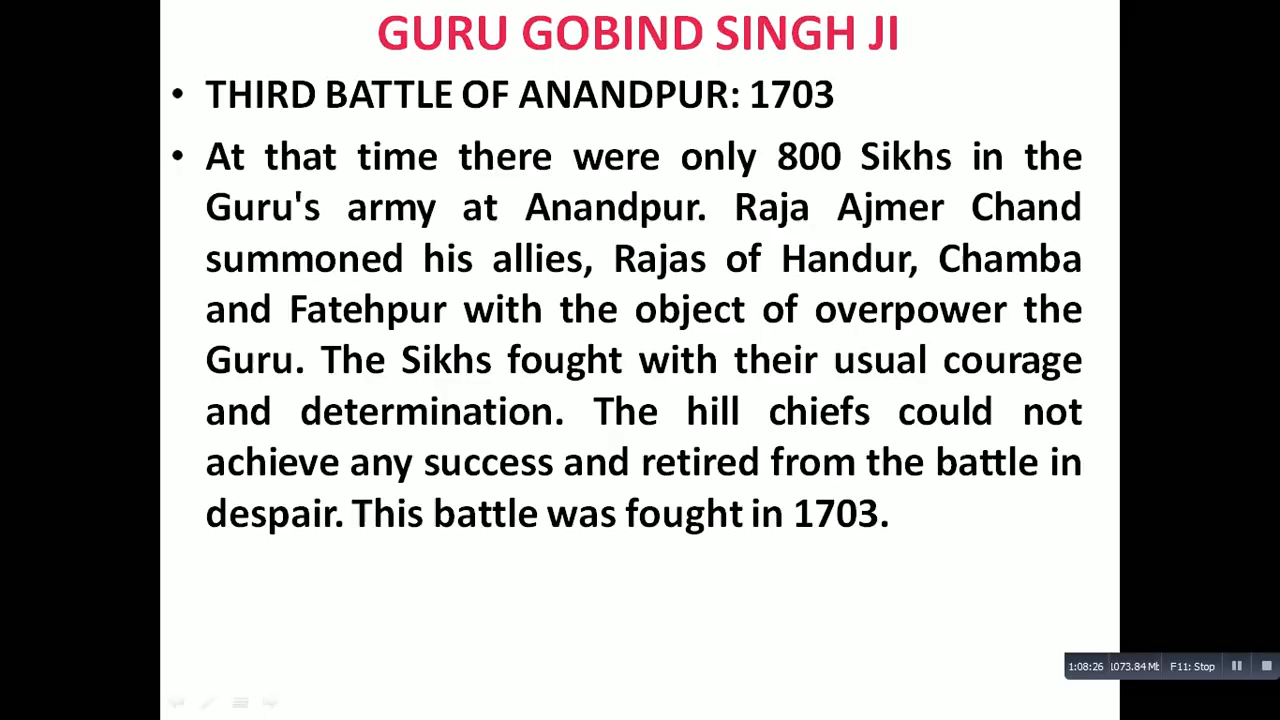 GURU GOBIND SINGH JI
• THIRD BATTLE OF ANANDPUR: 1703
• At that time there were only 800 Sikhs in the
Guru's army at Anandpur. Raja Ajmer Chand
summoned his allies, Rajas of Handur, Chamba
and Fatehpur with the object of overpower the
Guru. The Sikhs fought with their usual courage
and determination. The hill chiefs could not
achieve any success and retired from the battle in
despair. This battle was fought in 1703.
1:08:26 1073.84 Mb F11: Stop